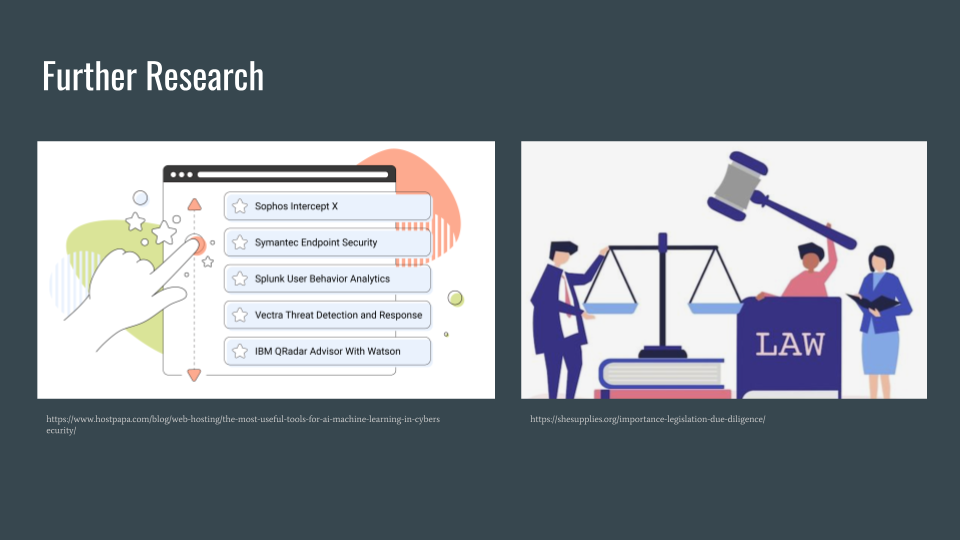 Further Research
Sophos Intercept X
Symantec Endpoint Security
Splunk User Behavior Analytics
Vectra Threat Detection and Response
IBM QRadar Advisor With Watson
LAW
https://www.hostpapa.com/blog/web-hosting/the-most-useful-tools-for-ai-machine-learning-in-cybers
ecurity/
https://shesupplies.org/importance-legislation-due-diligence/